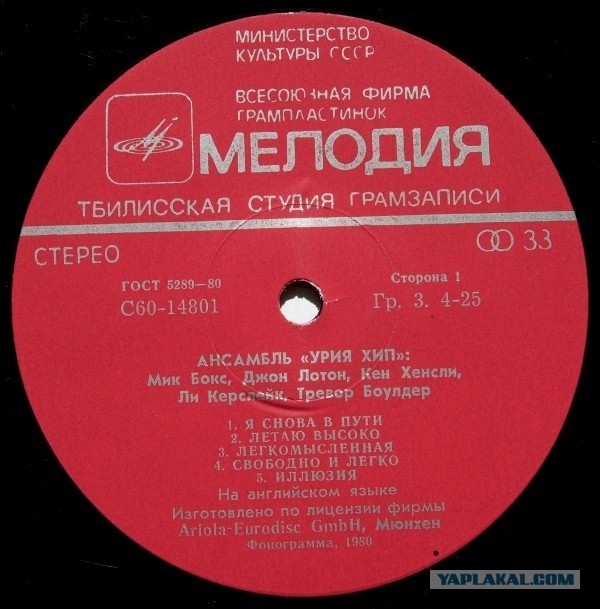 МИНИСТЕРСТВО
КУЛЬТУРЫ СССР
ВСЕСОЮЗНАЯ ФИРМА
ГРАМПЛАСТИНОК
МЕЛОДИЯ
ТБИЛИССКАЯ СТУДИЯ ГРАМЗАПИСИ
СТЕРЕО
33
ГОСТ 5289—80
С60-14801
Сторона 1
Гр. 3. 4-25
АНСАМБЛЬ «УРИЯ ХИП»:
Мик Бокс, Джон Лотон, Кен Хенсли,
Ли Керслейк, Тревор Боулдер
1. Я СНОВА В ПУТИ
2. ЛЕТАЮ ВЫСОКО
3. ЛЕГКОМЫСЛЕННАЯ
4. СВОБОДНО И ЛЕГКО
5. ИЛЛЮЗИЯ
На английском языке
Изготовлено по лицензии фирмы
Ariola-Eurodisc GmbH, Мюнхен
Фонограмма, 1980
YAPLAKAL.COM